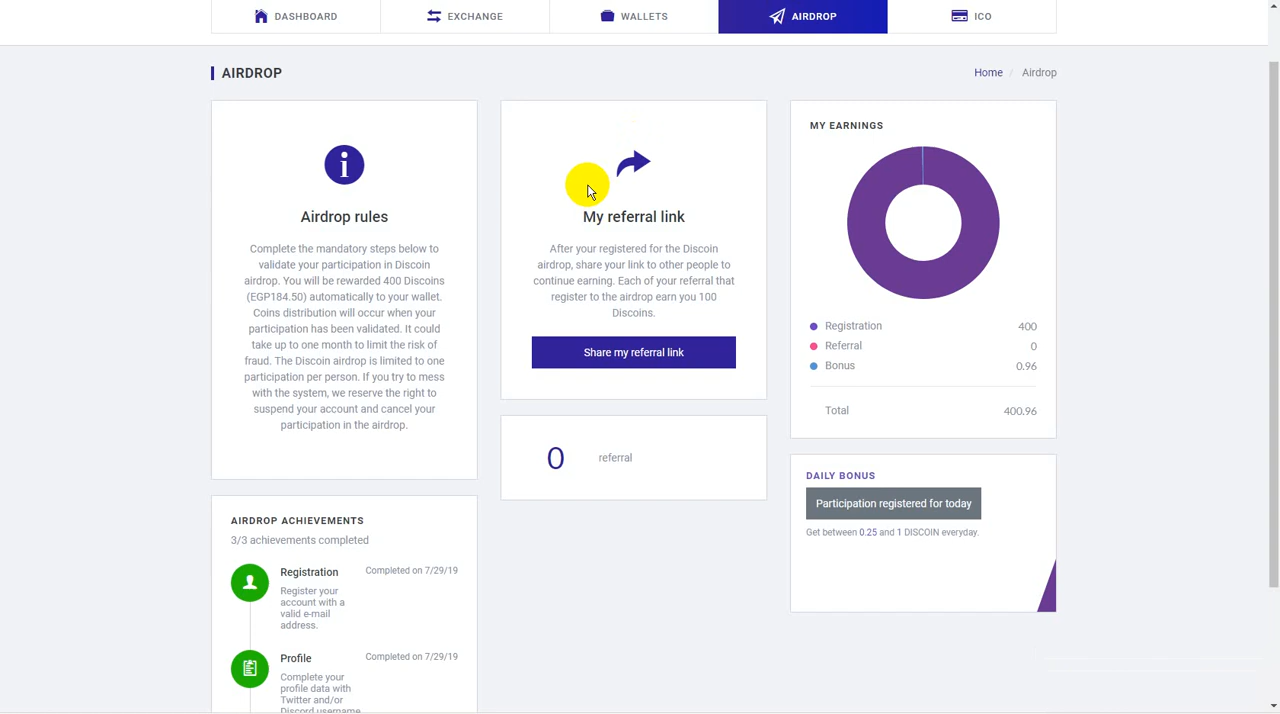 DASHBOARD
EXCHANGE
WALLETS
AIRDROP
ICO
AIRDROP
Home / Airdrop
Airdrop rules
Complete the mandatory steps below to
validate your participation in Discoin
airdrop. You will be rewarded 400 Discoins
(EGP184.50) automatically to your wallet.
Coins distribution will occur when your
participation has been validated. It could
take up to one month to limit the risk of
fraud. The Discoin airdrop is limited to one
participation per person. If you try to mess
with the system, we reserve the right to
suspend your account and cancel your
participation in the airdrop.
AIRDROP ACHIEVEMENTS
3/3 achievements completed
Registration
Completed on 7/29/19
Register your
account with a
valid e-mail
address.
Profile
Completed on 7/29/19
Complete your
profile data with
Twitter and/or
Discord username
My referral link
After your registered for the Discoin
airdrop, share your link to other people to
continue earning. Each of your referral that
register to the airdrop earn you 100
Discoins.
Share my referral link
0 referral
MY EARNINGS
Registration 400
Referral 0
Bonus 0.96
Total 400.96
DAILY BONUS
Participation registered for today
Get between 0.25 and 1 DISCOIN everyday.